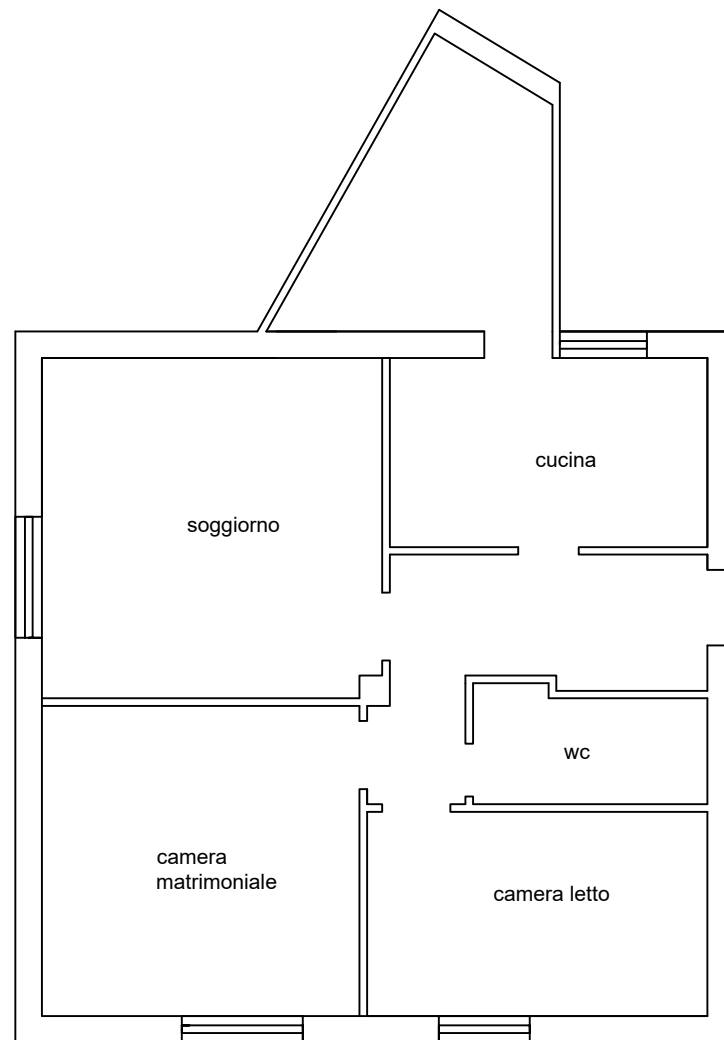 cucina
soggiorno
wc
camera
matrimoniale
camera letto